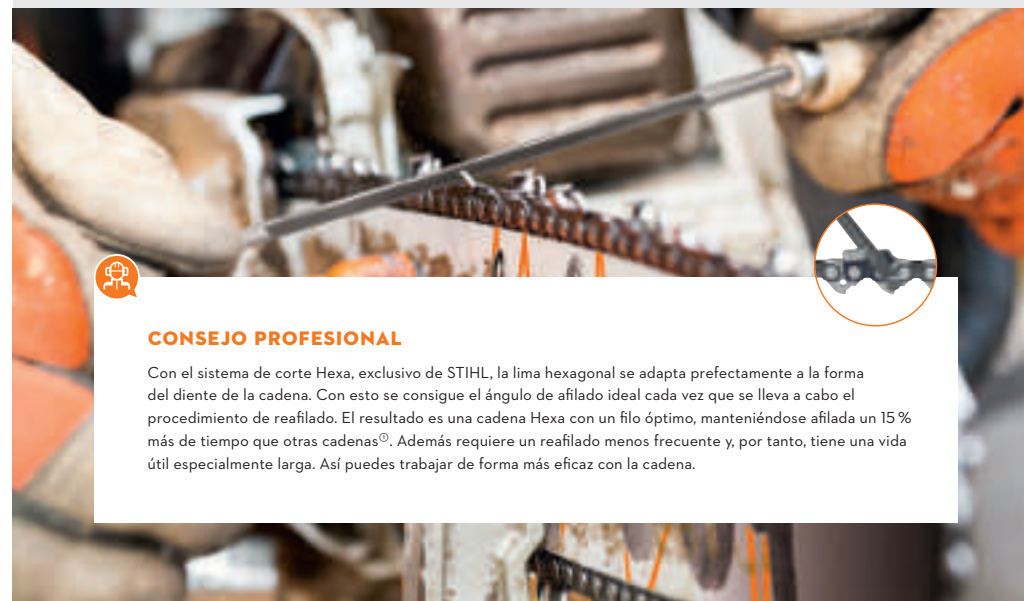 CONSEJO PROFESIONAL
Con el sistema de corte Hexa, exclusivo de STIHL, la lima hexagonal se adapta prefectamente a la forma
del diente de la cadena. Con esto se consigue el ángulo de afilado ideal cada vez que se lleva a cabo el
procedimiento de reafilado. El resultado es una cadena Hexa con un filo óptimo, manteniéndose afilada un 15 %
más de tiempo que otras cadenas①. Además requiere un reafilado menos frecuente y, por tanto, tiene una vida
útil especialmente larga. Así puedes trabajar de forma más eficaz con la cadena.